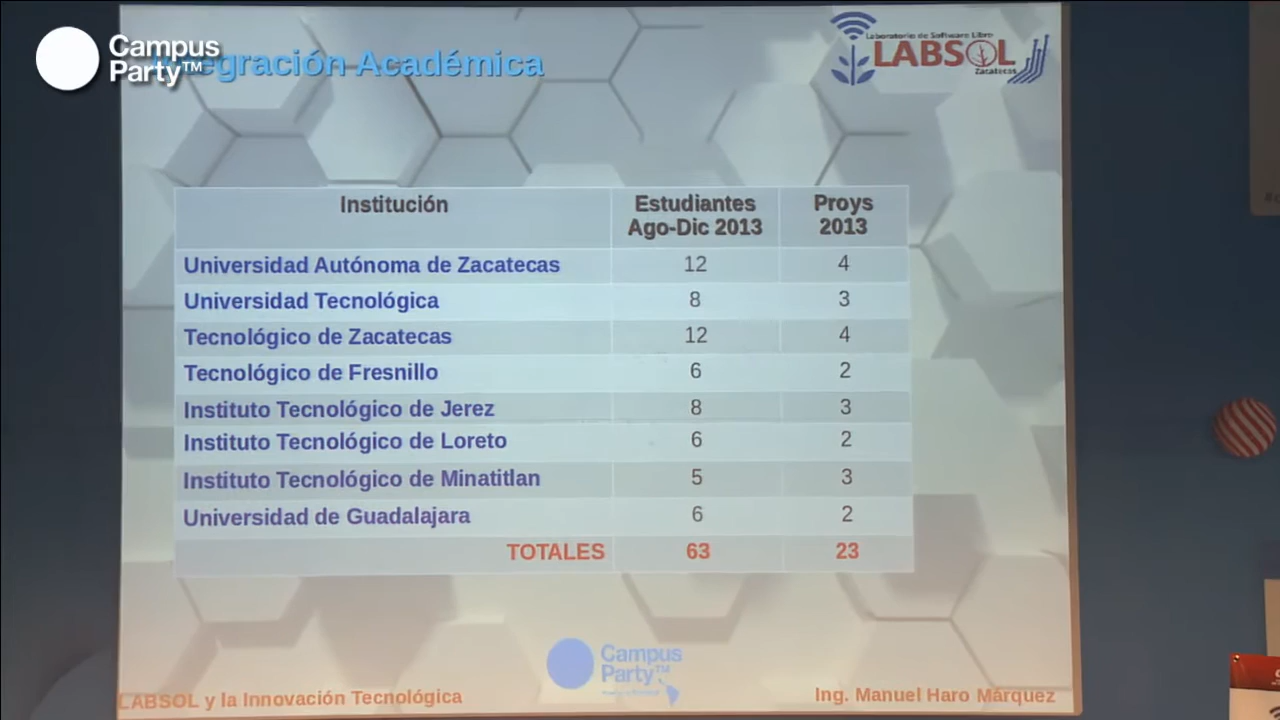 Campus
Party™
Integración Académica
Laboratorio de Software Libre
LABSOL
Zacatecas
Institución Estudiantes Ago-Dic 2013 Proys 2013
Universidad Autónoma de Zacatecas 12 4
Universidad Tecnológica 8 3
Tecnológico de Zacatecas 12 4
Tecnológico de Fresnillo 6 2
Instituto Tecnológico de Jerez 8 3
Instituto Tecnológico de Loreto 6 2
Instituto Tecnológico de Minatitlan 5 3
Universidad de Guadalajara 6 2
TOTALES 63 23
Campus
Party™
LABSOL y la Innovación Tecnológica
Ing. Manuel Haro Márquez